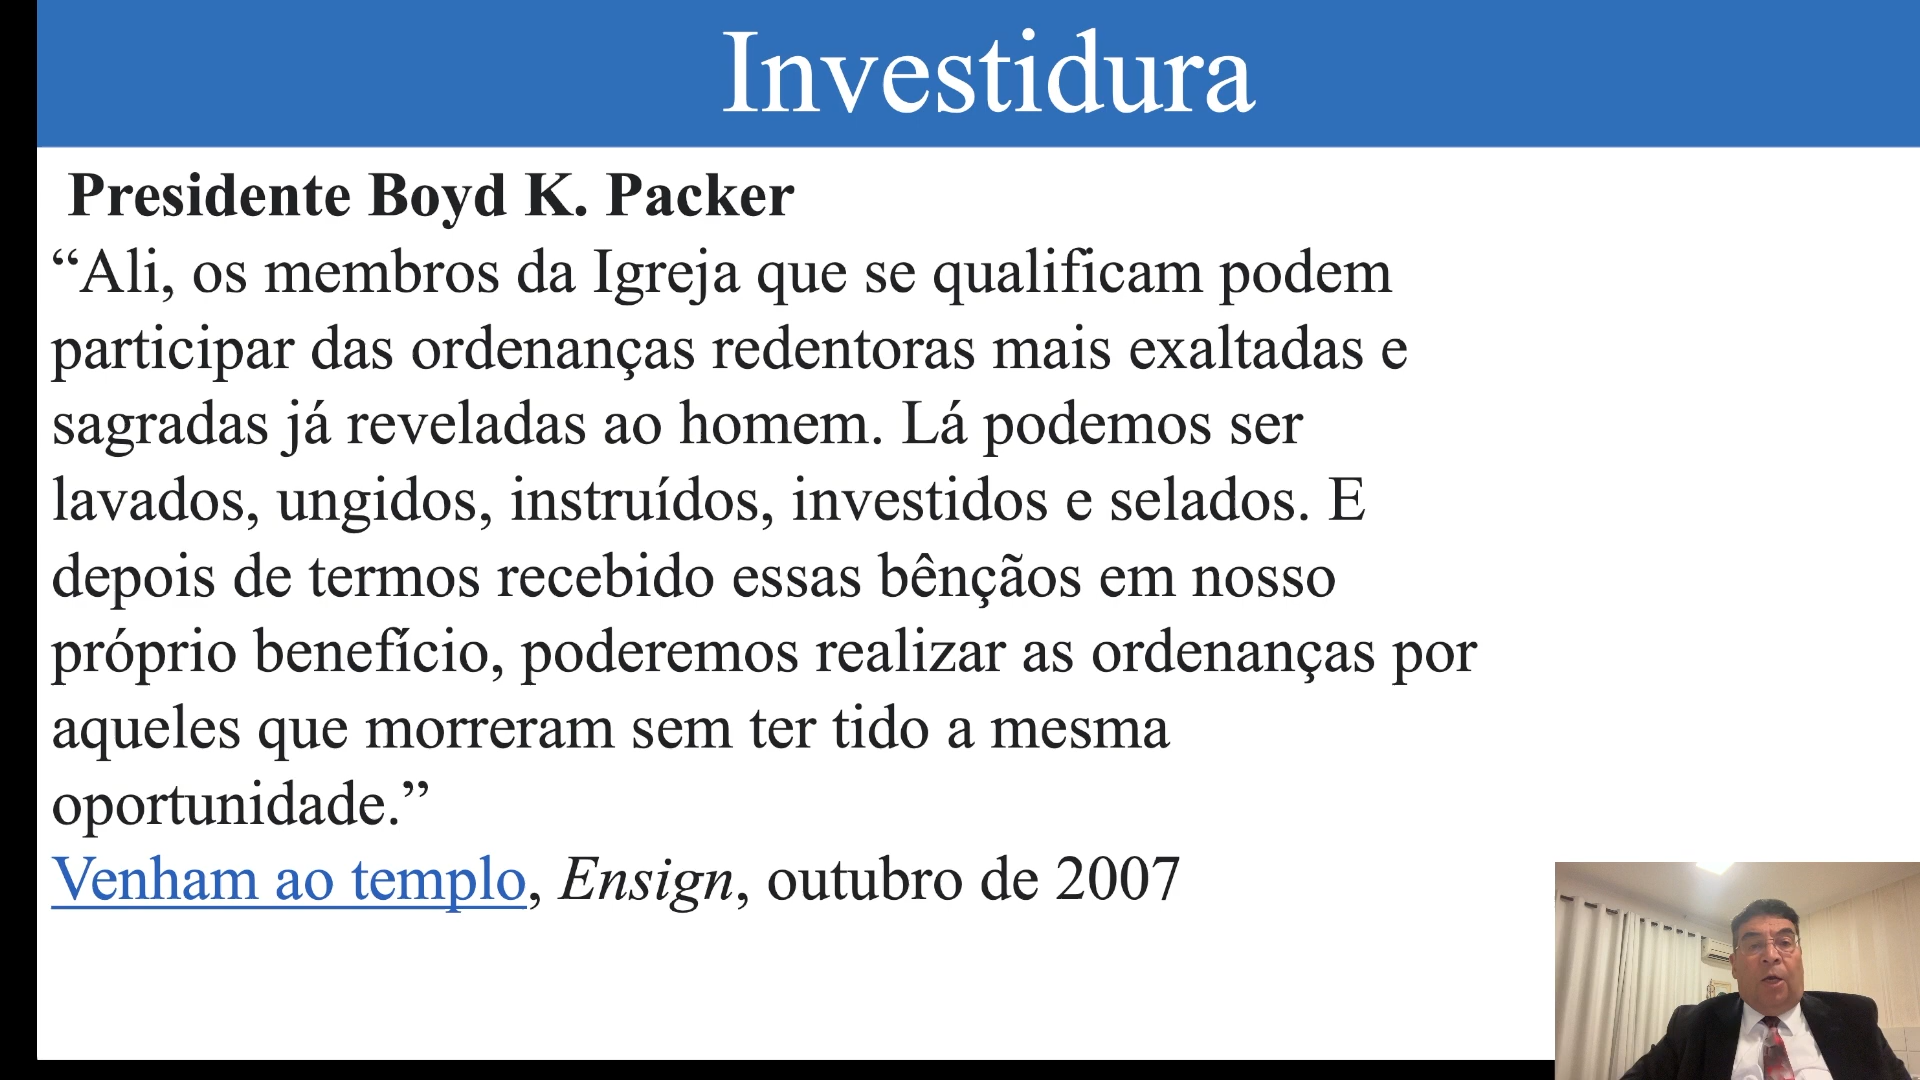 Investidura
Presidente Boyd K. Packer
“Ali, os membros da Igreja que se qualificam podem
participar das ordenanças redentoras mais exaltadas e
sagradas já reveladas ao homem. Lá podemos ser
lavados, ungidos, instruídos, investidos e selados. E
depois de termos recebido essas bênçãos em nosso
próprio benefício, poderemos realizar as ordenanças por
aqueles que morreram sem ter tido a mesma
oportunidade.”
Venham ao templo, Ensign, outubro de 2007